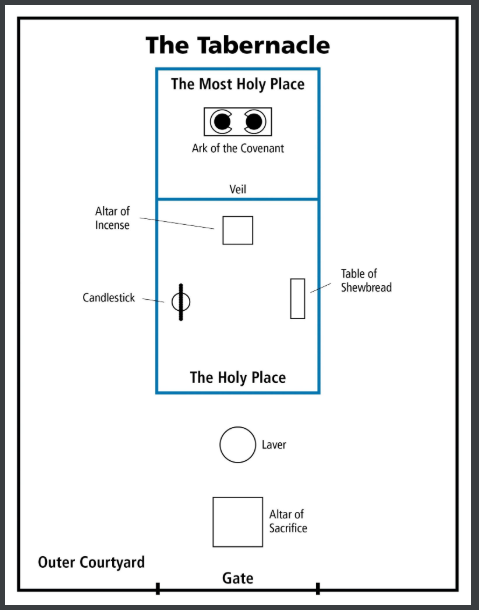 The Tabernacle
The Most Holy Place
Ark of the Covenant
Veil
Altar of
Incense
Candlestick
Table of
Shewbread
The Holy Place
Laver
Altar of
Sacrifice
Outer Courtyard
Gate